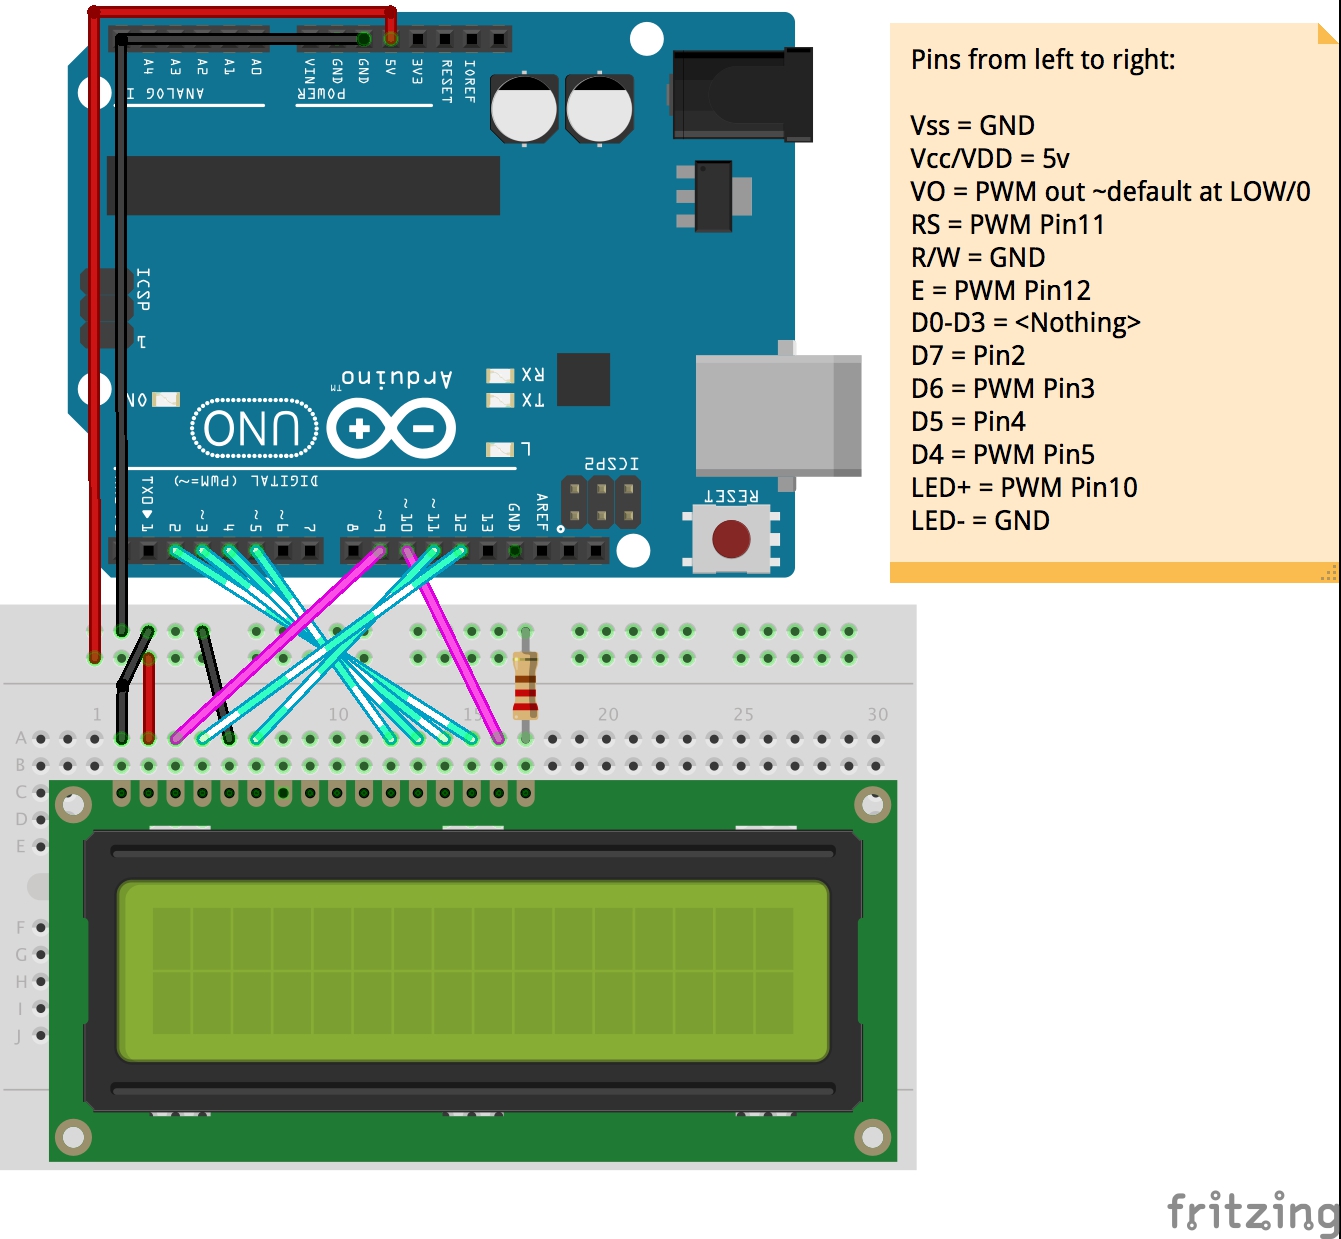 A4
A3
A2
A1
A0
VIN
GND
GND
5V
3V3
RESET
IOREF
ANALOG I
POWER
ICSP
1
ON
UNO
Arduino
TM
RX
TX
L
ICSP2
RESET
DIGITAL (PWM=~)
TXD▶1
2
~3
4
~5
~6
7
8
~9
~10
~11
12
13
GND
AREF
Pins from left to right:
Vss = GND
Vcc/VDD = 5v
VO = PWM out ~default at LOW/0
RS = PWM Pin11
R/W = GND
E = PWM Pin12
D0-D3 = <Nothing>
D7 = Pin2
D6 = PWM Pin3
D5 = Pin4
D4 = PWM Pin5
LED+ = PWM Pin10
LED- = GND
1 10 15 20 25 30
A
B
C
D
E
F
G
H
I
J
fritzing